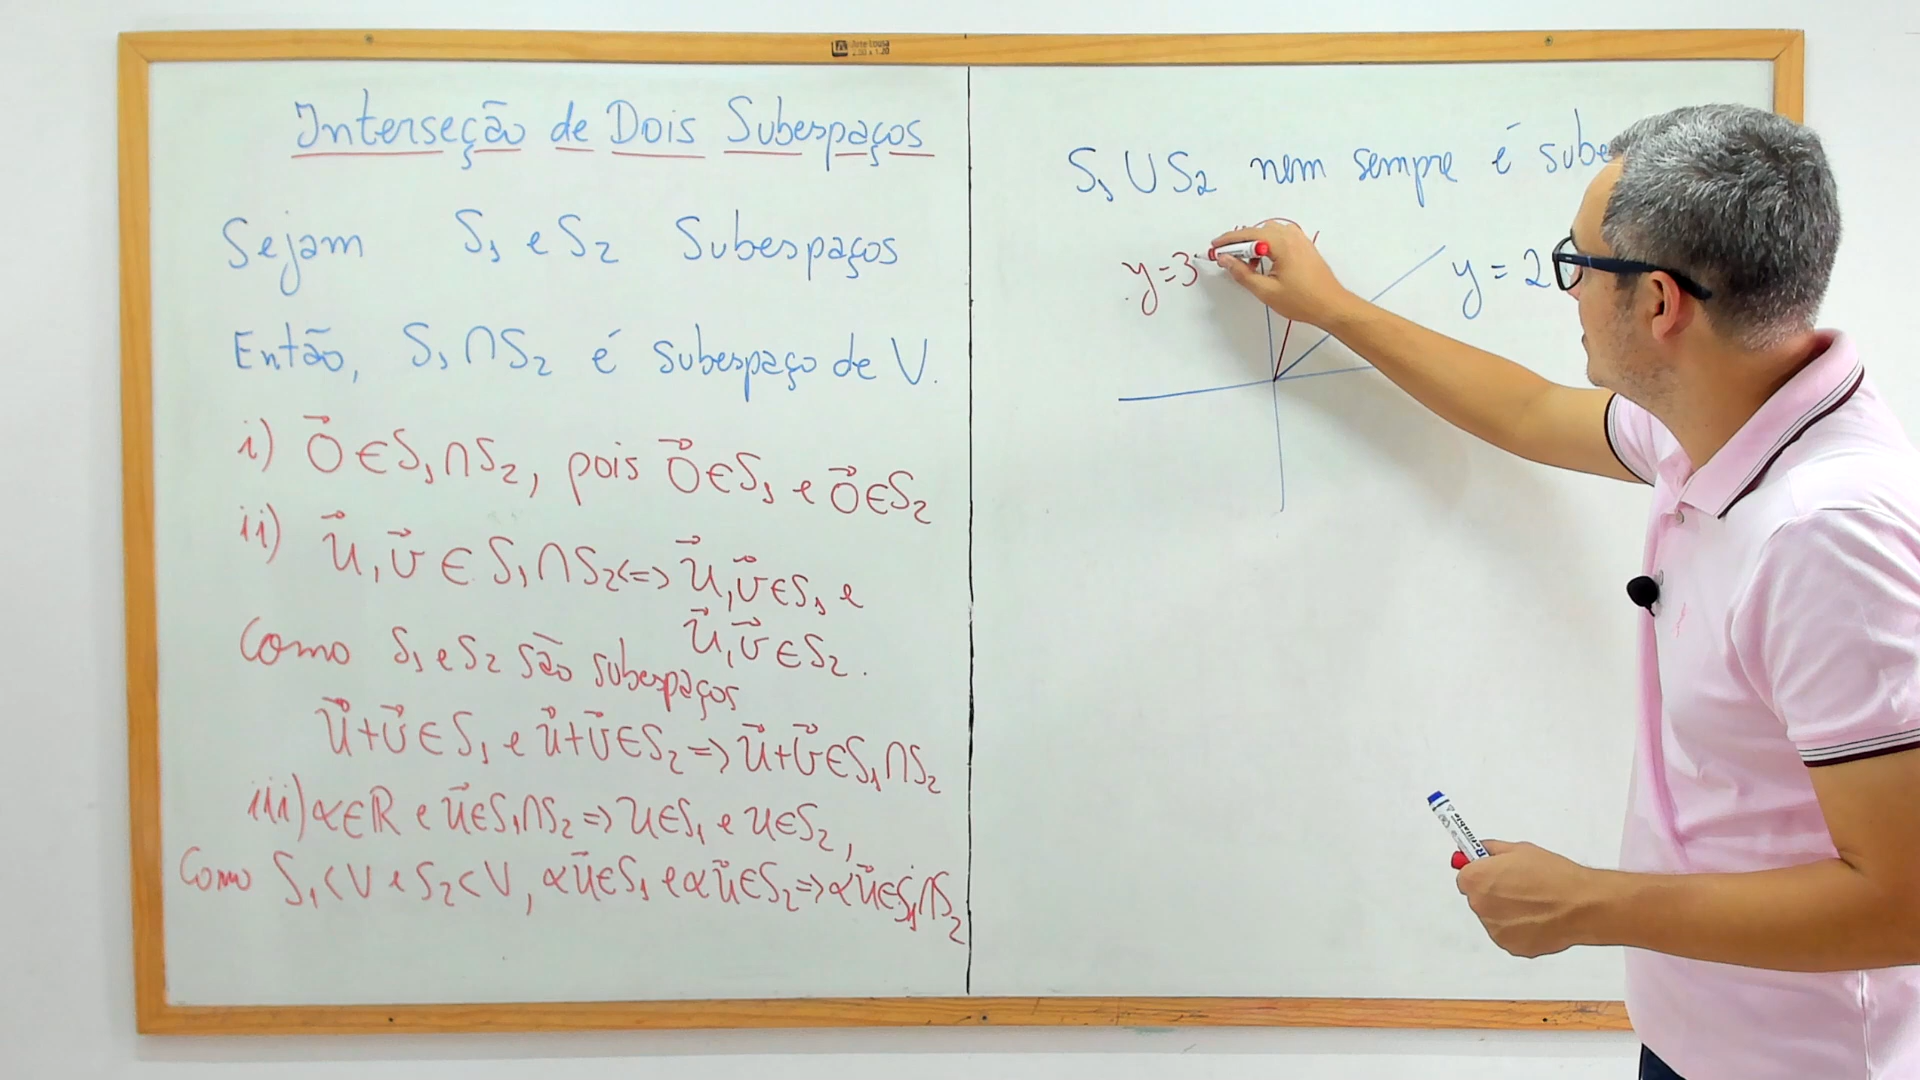 Interseção de Dois Subespaços
Sejam S₁ e S₂ Subespaços
Então, S₁ ∩ S₂ é subespaço de V.
i) 0⃗ ∈ S₁ ∩ S₂, pois 0⃗ ∈ S₁ e 0⃗ ∈ S₂
ii) u⃗, v⃗ ∈ S₁ ∩ S₂ <=> u⃗, v⃗ ∈ S₁ e
u⃗, v⃗ ∈ S₂.
Como S₁ e S₂ são subespaços
u⃗+v⃗ ∈ S₁ e u⃗+v⃗ ∈ S₂ => u⃗+v⃗ ∈ S₁ ∩ S₂
iii) α ∈ ℝ e u⃗ ∈ S₁ ∩ S₂ => u ∈ S₁ e u ∈ S₂,
Como S₁ < V e S₂ < V, αu⃗ ∈ S₁ e αu⃗ ∈ S₂ => αu⃗ ∈ S₁ ∩ S₂
S₁ ∪ S₂ nem sempre é sube
y = 3
y = 2
Arte Lousa
Recarregável